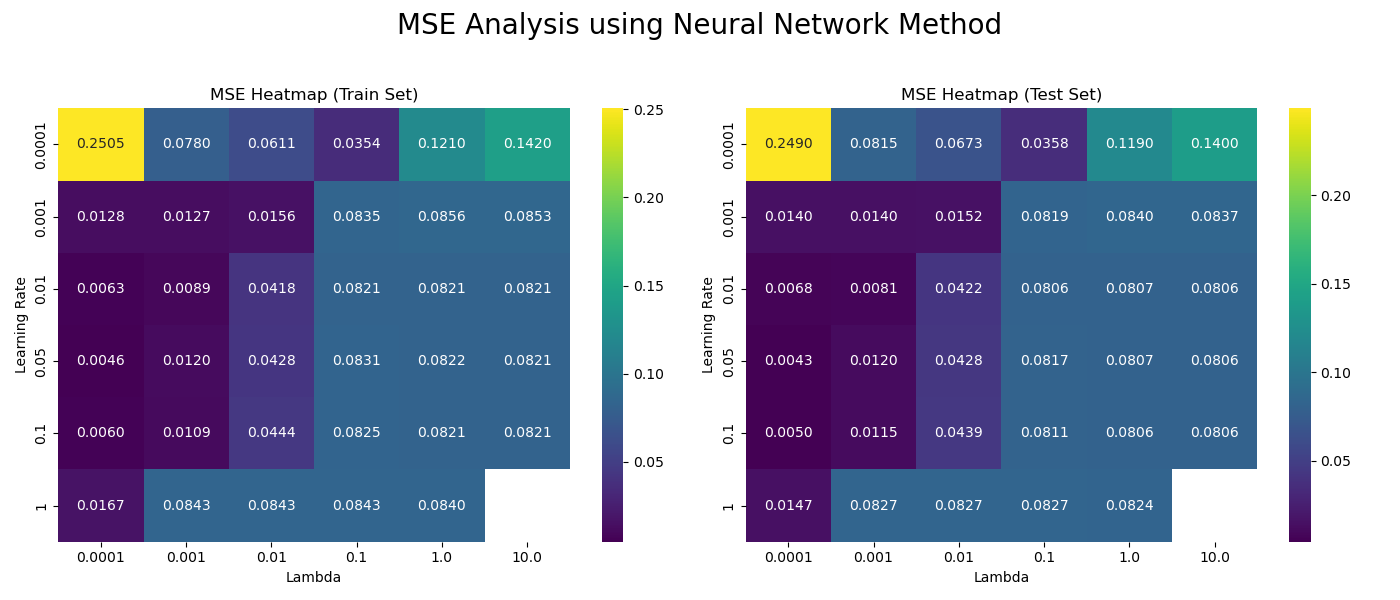 MSE Analysis using Neural Network Method
MSE Heatmap (Train Set)
Learning Rate
0.0001 0.2505 0.0780 0.0611 0.0354 0.1210 0.1420
0.001 0.0128 0.0127 0.0156 0.0835 0.0856 0.0853
0.01 0.0063 0.0089 0.0418 0.0821 0.0821 0.0821
0.05 0.0046 0.0120 0.0428 0.0831 0.0822 0.0821
0.1 0.0060 0.0109 0.0444 0.0825 0.0821 0.0821
1 0.0167 0.0843 0.0843 0.0843 0.0840
0.0001 0.001 0.01 0.1 1.0 10.0
Lambda
0.25
0.20
0.15
0.10
0.05
MSE Heatmap (Test Set)
Learning Rate
0.0001 0.2490 0.0815 0.0673 0.0358 0.1190 0.1400
0.001 0.0140 0.0140 0.0152 0.0819 0.0840 0.0837
0.01 0.0068 0.0081 0.0422 0.0806 0.0807 0.0806
0.05 0.0043 0.0120 0.0428 0.0817 0.0807 0.0806
0.1 0.0050 0.0115 0.0439 0.0811 0.0806 0.0806
1 0.0147 0.0827 0.0827 0.0827 0.0824
0.0001 0.001 0.01 0.1 1.0 10.0
Lambda
0.20
0.15
0.10
0.05